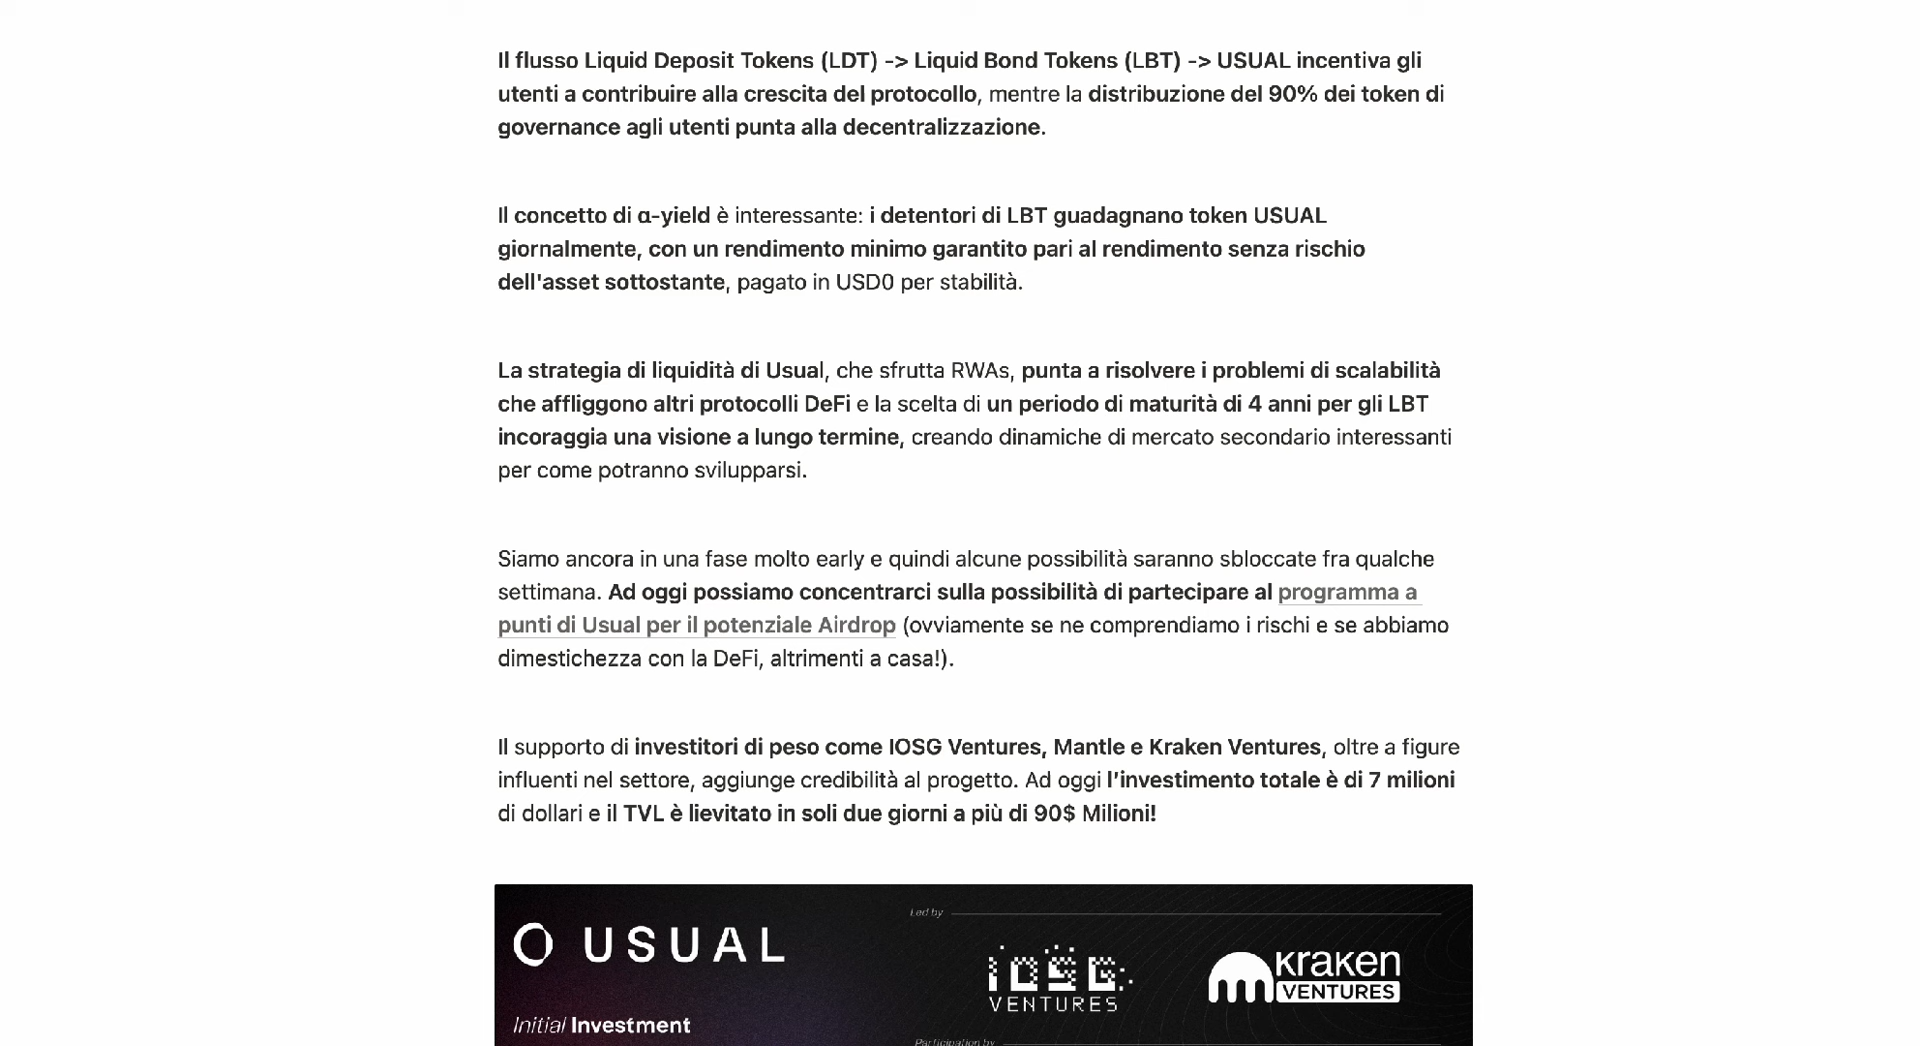 Il flusso Liquid Deposit Tokens (LDT) -> Liquid Bond Tokens (LBT) -> USUAL incentiva gli
utenti a contribuire alla crescita del protocollo, mentre la distribuzione del 90% dei token di
governance agli utenti punta alla decentralizzazione.
Il concetto di α-yield è interessante: i detentori di LBT guadagnano token USUAL
giornalmente, con un rendimento minimo garantito pari al rendimento senza rischio
dell'asset sottostante, pagato in USD0 per stabilità.
La strategia di liquidità di Usual, che sfrutta RWAs, punta a risolvere i problemi di scalabilità
che affliggono altri protocolli DeFi e la scelta di un periodo di maturità di 4 anni per gli LBT
incoraggia una visione a lungo termine, creando dinamiche di mercato secondario interessanti
per come potranno svilupparsi.
Siamo ancora in una fase molto early e quindi alcune possibilità saranno sbloccate fra qualche
settimana. Ad oggi possiamo concentrarci sulla possibilità di partecipare al programma a
punti di Usual per il potenziale Airdrop (ovviamente se ne comprendiamo i rischi e se abbiamo
dimestichezza con la DeFi, altrimenti a casa!).
Il supporto di investitori di peso come IOSG Ventures, Mantle e Kraken Ventures, oltre a figure
influenti nel settore, aggiunge credibilità al progetto. Ad oggi l'investimento totale è di 7 milioni
di dollari e il TVL è lievitato in soli due giorni a più di 90$ Milioni!
Led by
USUAL
IOSG
VENTURES
kraken
VENTURES
Initial Investment
Participation by